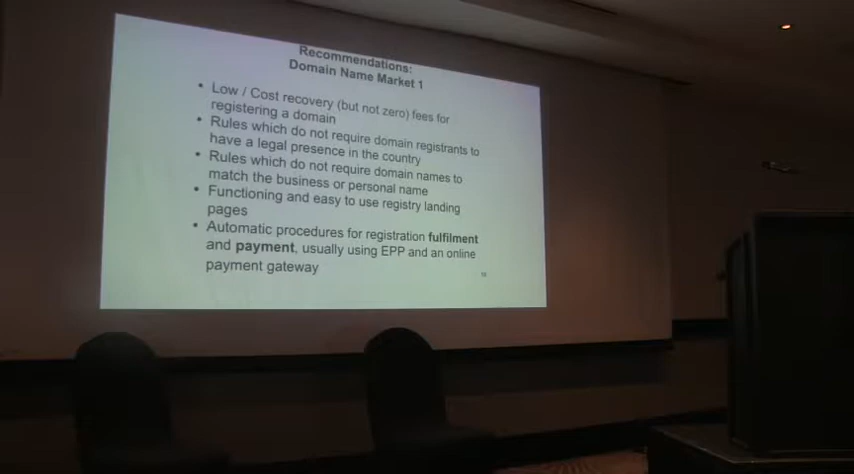 Recommendations:
Domain Name Market 1
• Low / Cost recovery (but not zero) fees for
registering a domain
• Rules which do not require domain registrants to
have a legal presence in the country
• Rules which do not require domain names to
match the business or personal name
• Functioning and easy to use registry landing
pages
• Automatic procedures for registration fulfilment
and payment, usually using EPP and an online
payment gateway